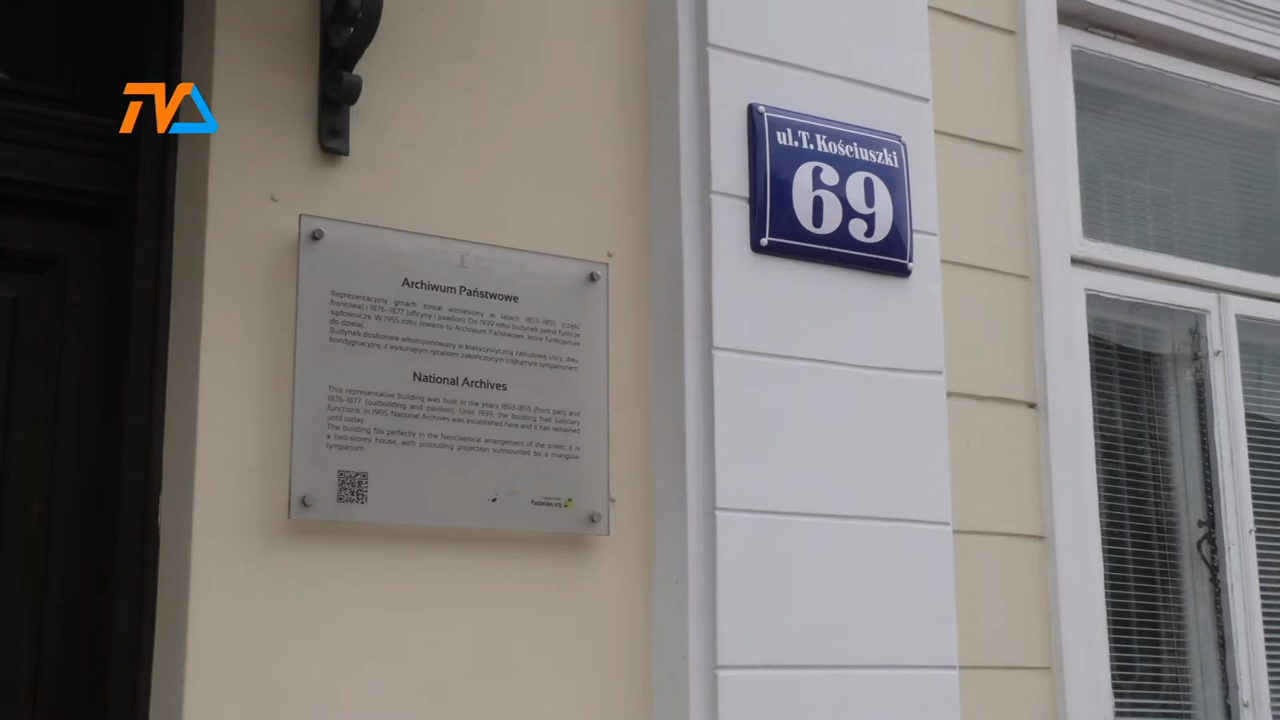 TVA
ul. T. Kościuszki
69
Archiwum Państwowe
Reprezentacyjny gmach został wzniesiony w latach 1853-1855 (część
frontowa) i 1876-1877 (oficyny i pawilon). Do 1939 roku budynek pełnił funkcje
sądownicze. W 1955 roku otwarto tu Archiwum Państwowe, które funkcjonuje
do dzisiaj.
Budynek doskonale wkomponowany w klasycystyczną zabudowę ulicy, dwu-
kondygnacyjny, z wysuniętym ryzalitem zakończonym trójkątnym tympanonem.
National Archives
This representative building was built in the years 1853-1855 (front part) and
1876-1877 (outbuilding and pavilion). Until 1939, the building had judiciary
functions. In 1955, National Archives was established here and it has remained
until today.
The building fits perfectly in the Neoclassical arrangement of the street; it is
a two-storey house, with protruding projection surmounted by a triangular
tympanum.